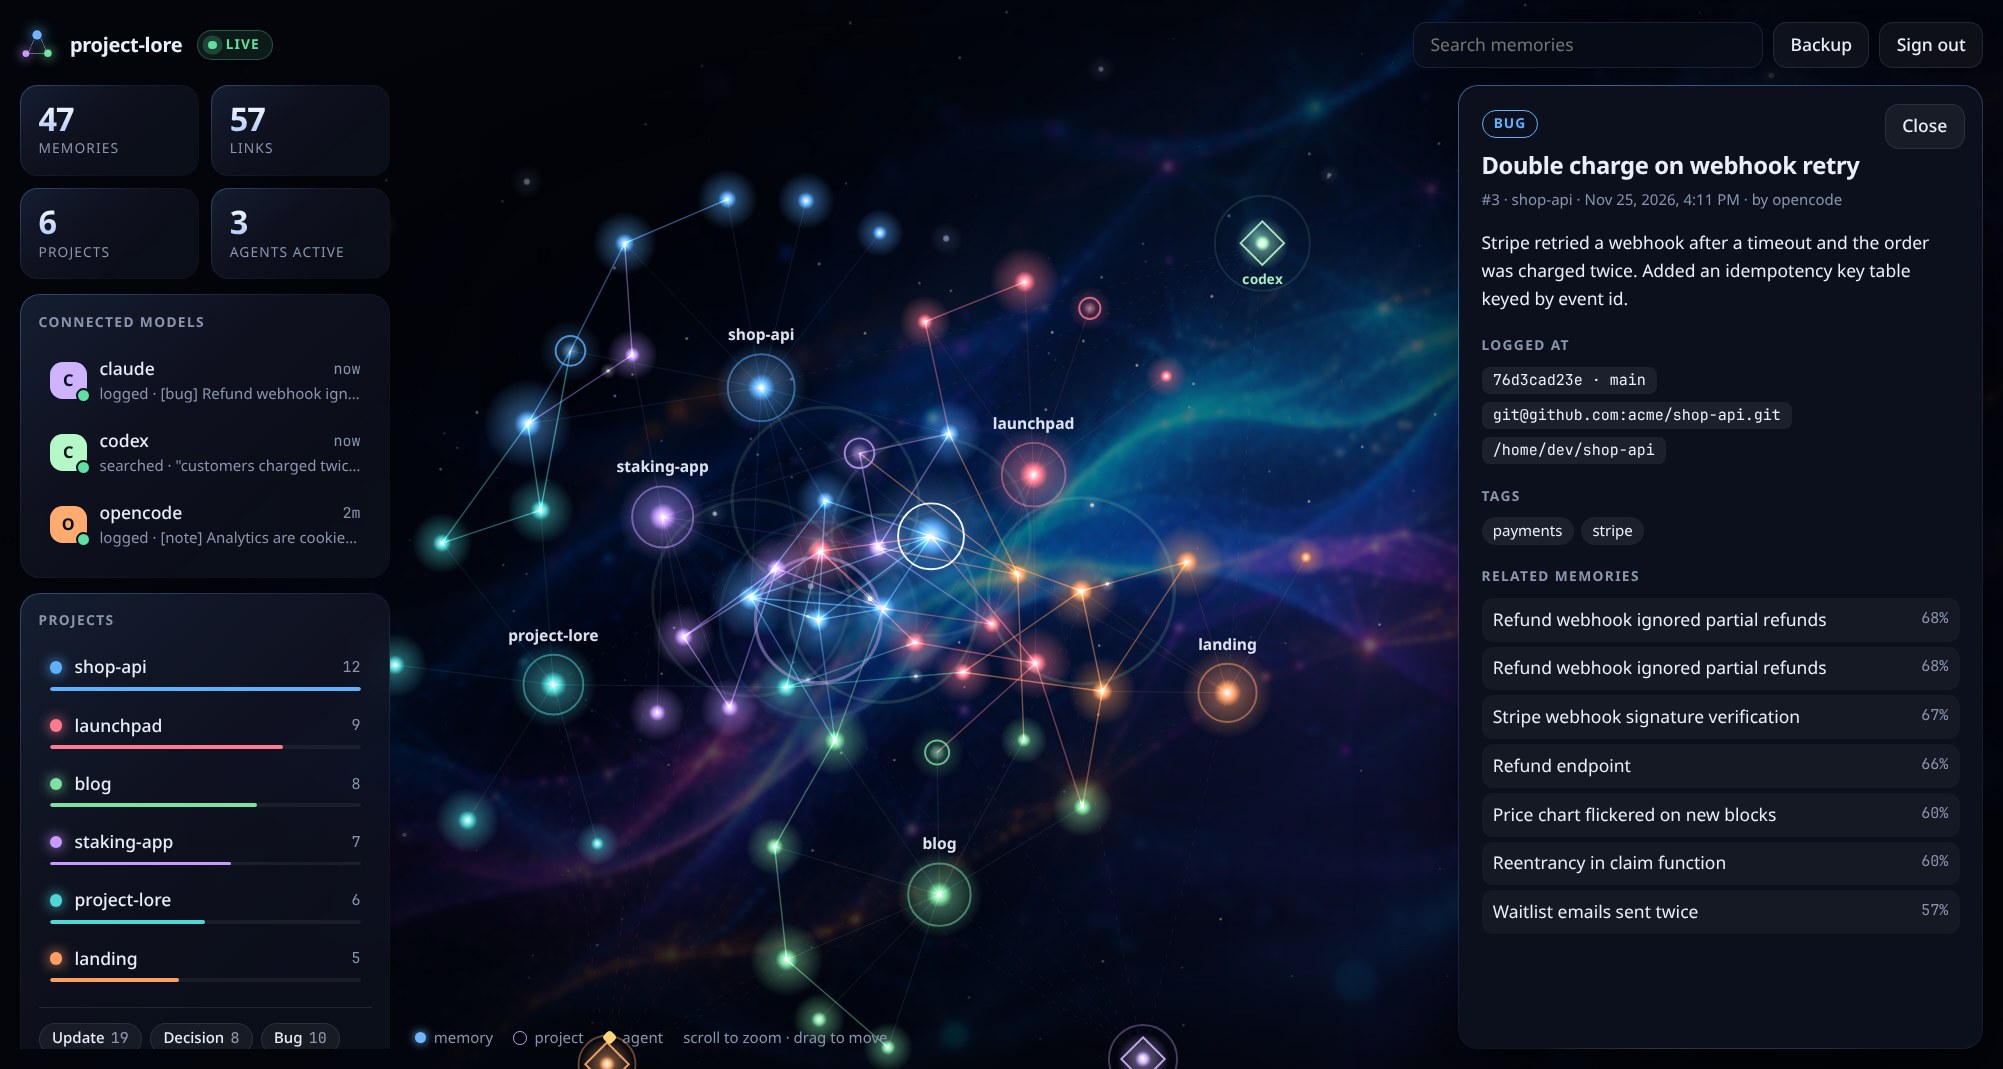 project-lore
LIVE
Search memories
Backup
Sign out
47
MEMORIES
57
LINKS
6
PROJECTS
3
AGENTS ACTIVE
CONNECTED MODELS
C
claude
now
logged · [bug] Refund webhook ign…
C
codex
now
searched · "customers charged twic…
O
opencode
2m
logged · [note] Analytics are cookie…
PROJECTS
shop-api 12
launchpad 9
blog 8
staking-app 7
project-lore 6
landing 5
Update 19
Decision 8
Bug 10
codex
shop-api
launchpad
staking-app
project-lore
landing
blog
memory
project
agent
scroll to zoom · drag to move
BUG
Close
Double charge on webhook retry
#3 · shop-api · Nov 25, 2026, 4:11 PM · by opencode
Stripe retried a webhook after a timeout and the order
was charged twice. Added an idempotency key table
keyed by event id.
LOGGED AT
76d3cad23e · main
git@github.com:acme/shop-api.git
/home/dev/shop-api
TAGS
payments
stripe
RELATED MEMORIES
Refund webhook ignored partial refunds 68%
Refund webhook ignored partial refunds 68%
Stripe webhook signature verification 67%
Refund endpoint 66%
Price chart flickered on new blocks 60%
Reentrancy in claim function 60%
Waitlist emails sent twice 57%